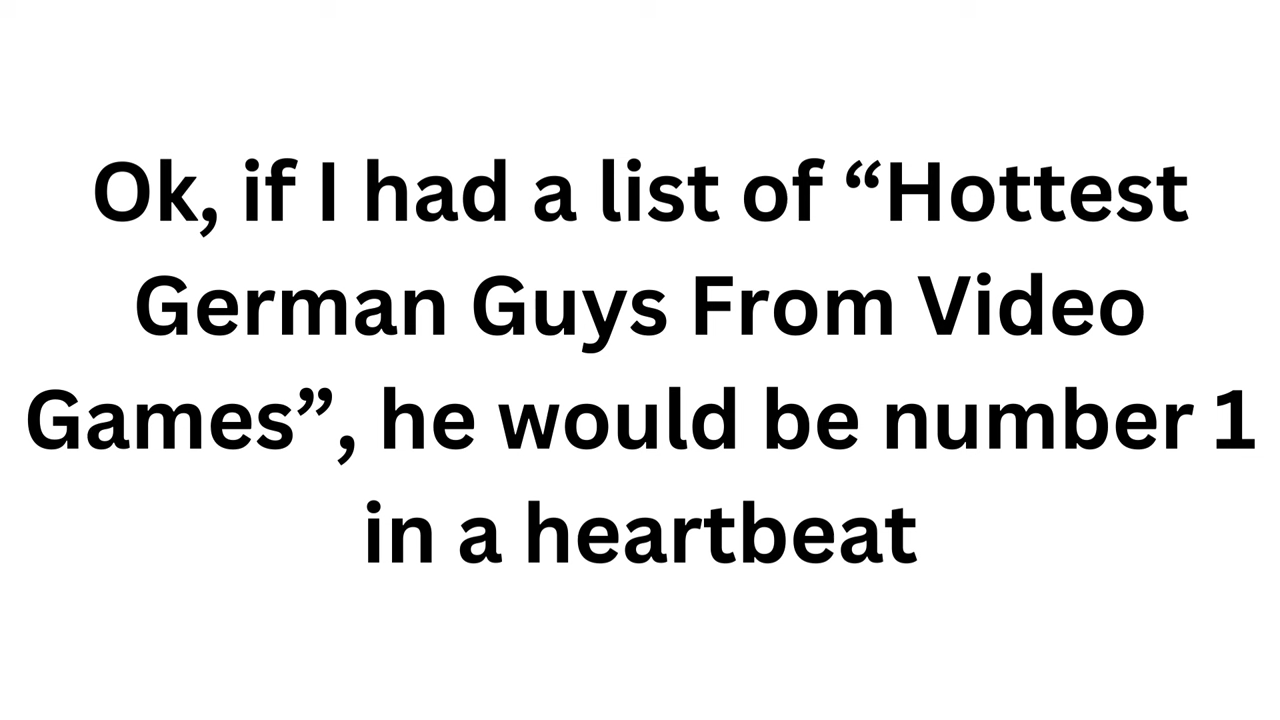 Ok, if I had a list of “Hottest
German Guys From Video
Games”, he would be number 1
in a heartbeat